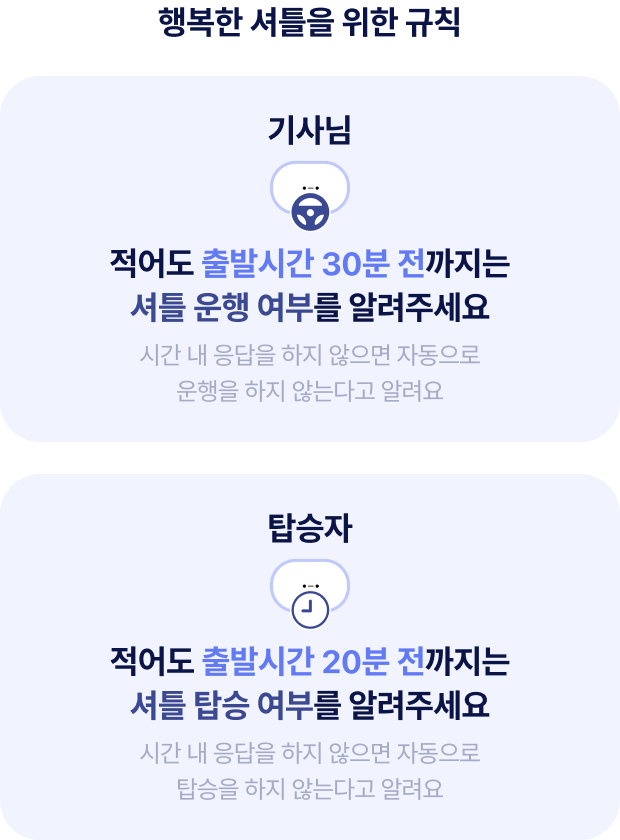 행복한 셔틀을 위한 규칙
기사님
적어도 출발시간 30분 전까지는
셔틀 운행 여부를 알려주세요
시간 내 응답을 하지 않으면 자동으로
운행을 하지 않는다고 알려요
탑승자
적어도 출발시간 20분 전까지는
셔틀 탑승 여부를 알려주세요
시간 내 응답을 하지 않으면 자동으로
탑승을 하지 않는다고 알려요